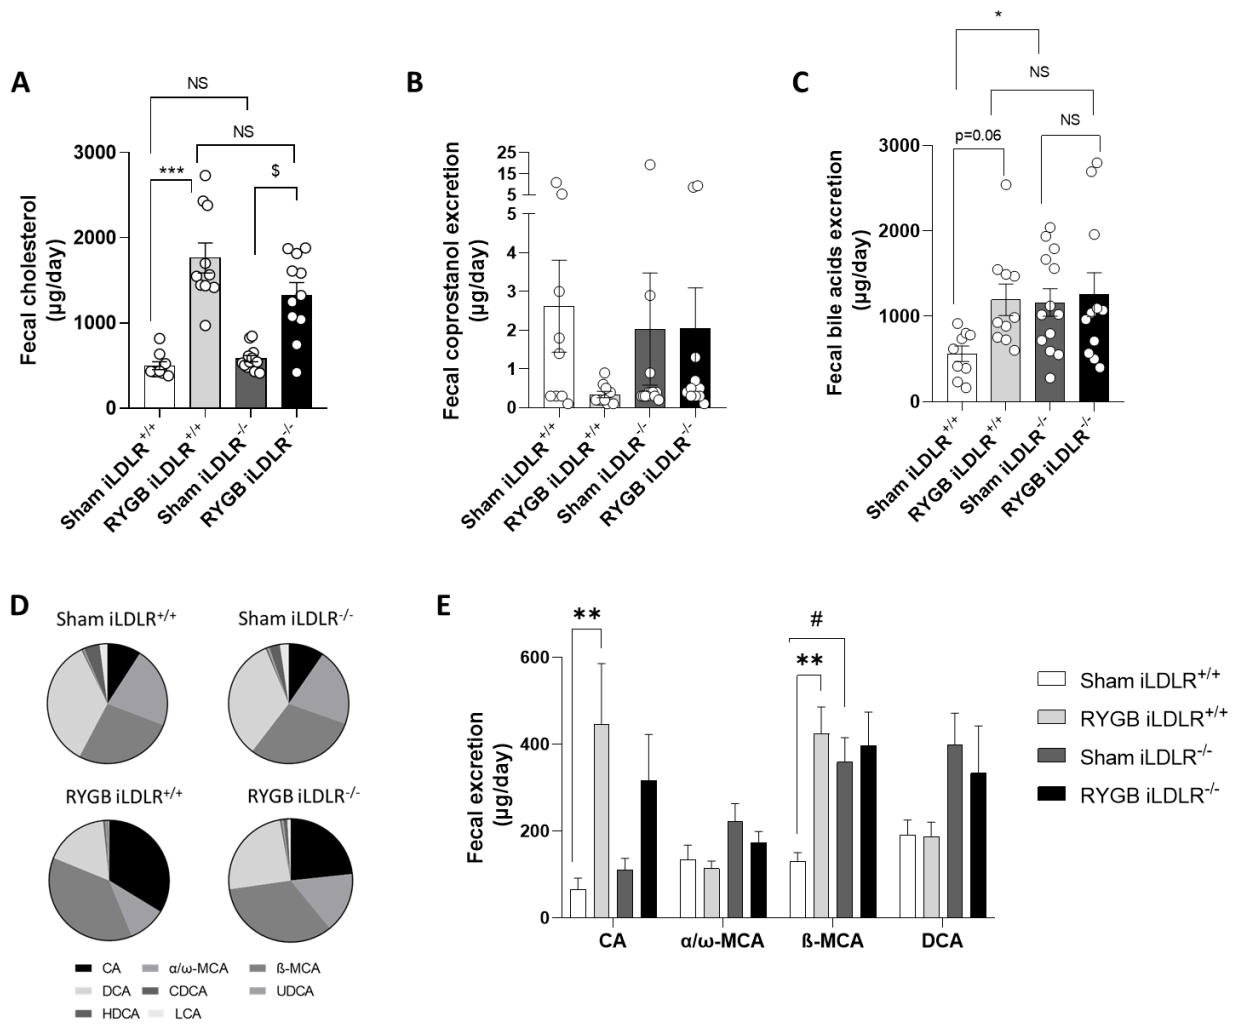 A
NS
NS
***
$
3000
2000
1000
0
Fecal cholesterol
(µg/day)
Sham iLDLR+/+
RYGB iLDLR+/+
Sham iLDLR-/-
RYGB iLDLR-/-
B
25
15
5
5
4
3
2
1
0
Fecal coprostanol excretion
(µg/day)
Sham iLDLR+/+
RYGB iLDLR+/+
Sham iLDLR-/-
RYGB iLDLR-/-
C
*
NS
NS
p=0.06
3000
2000
1000
0
Fecal bile acids excretion
(µg/day)
Sham iLDLR+/+
RYGB iLDLR+/+
Sham iLDLR-/-
RYGB iLDLR-/-
D
Sham iLDLR+/+
Sham iLDLR-/-
RYGB iLDLR+/+
RYGB iLDLR-/-
CA
α/ω-MCA
ß-MCA
DCA
CDCA
UDCA
HDCA
LCA
E
**
#
**
600
400
200
0
Fecal excretion
(µg/day)
CA
α/ω-MCA
ß-MCA
DCA
Sham iLDLR+/+
RYGB iLDLR+/+
Sham iLDLR-/-
RYGB iLDLR-/-